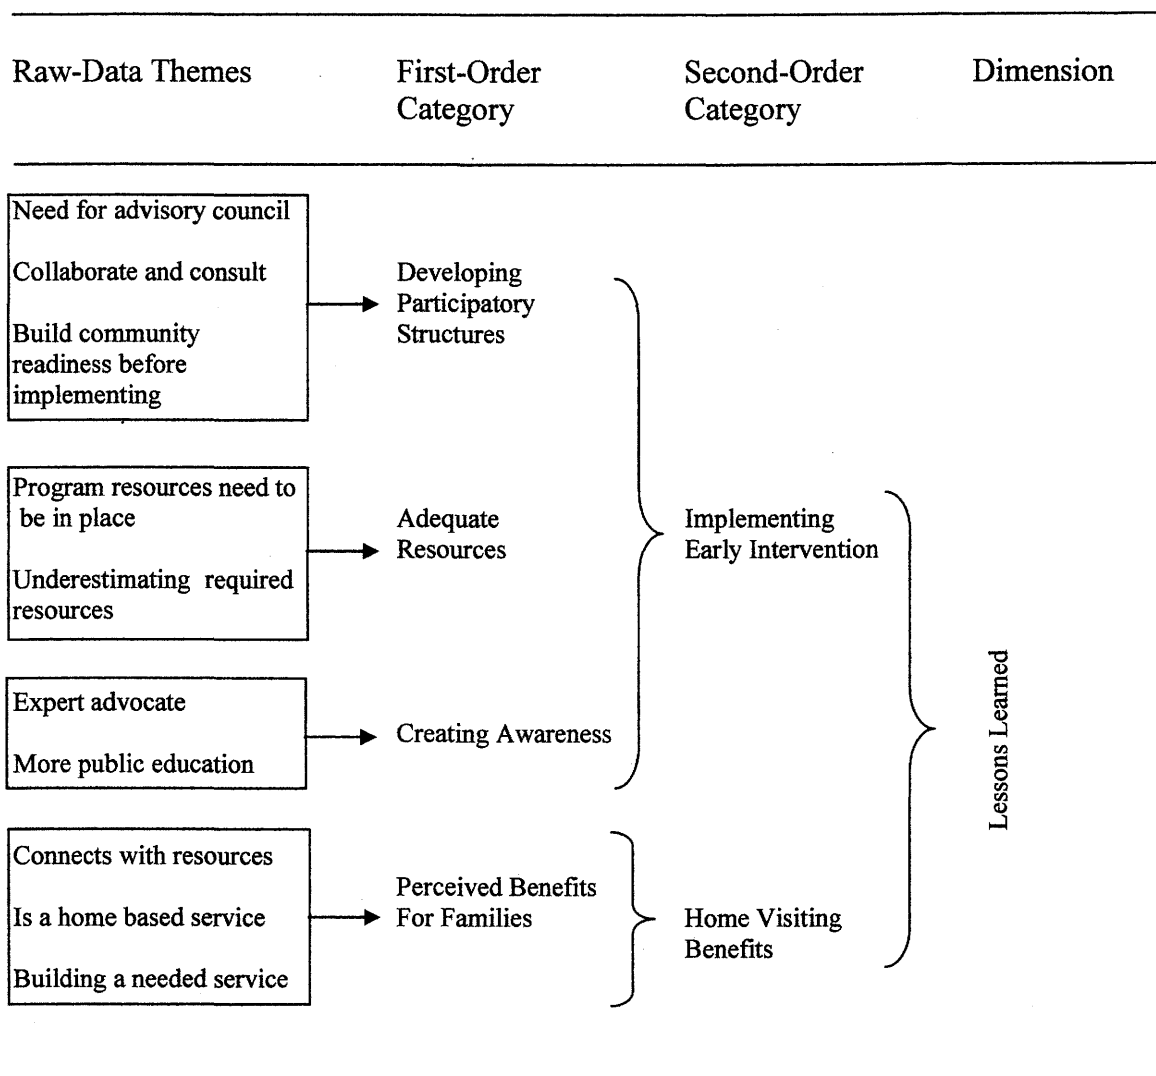 Raw-Data Themes
First-Order
Category
Second-Order
Category
Dimension
Need for advisory council
Collaborate and consult
Build community
readiness before
implementing
Developing
Participatory
Structures
Program resources need to
be in place
Underestimating required
resources
Adequate
Resources
Implementing
Early Intervention
Expert advocate
More public education
Creating Awareness
Lessons Learned
Connects with resources
Is a home based service
Building a needed service
Perceived Benefits
For Families
Home Visiting
Benefits